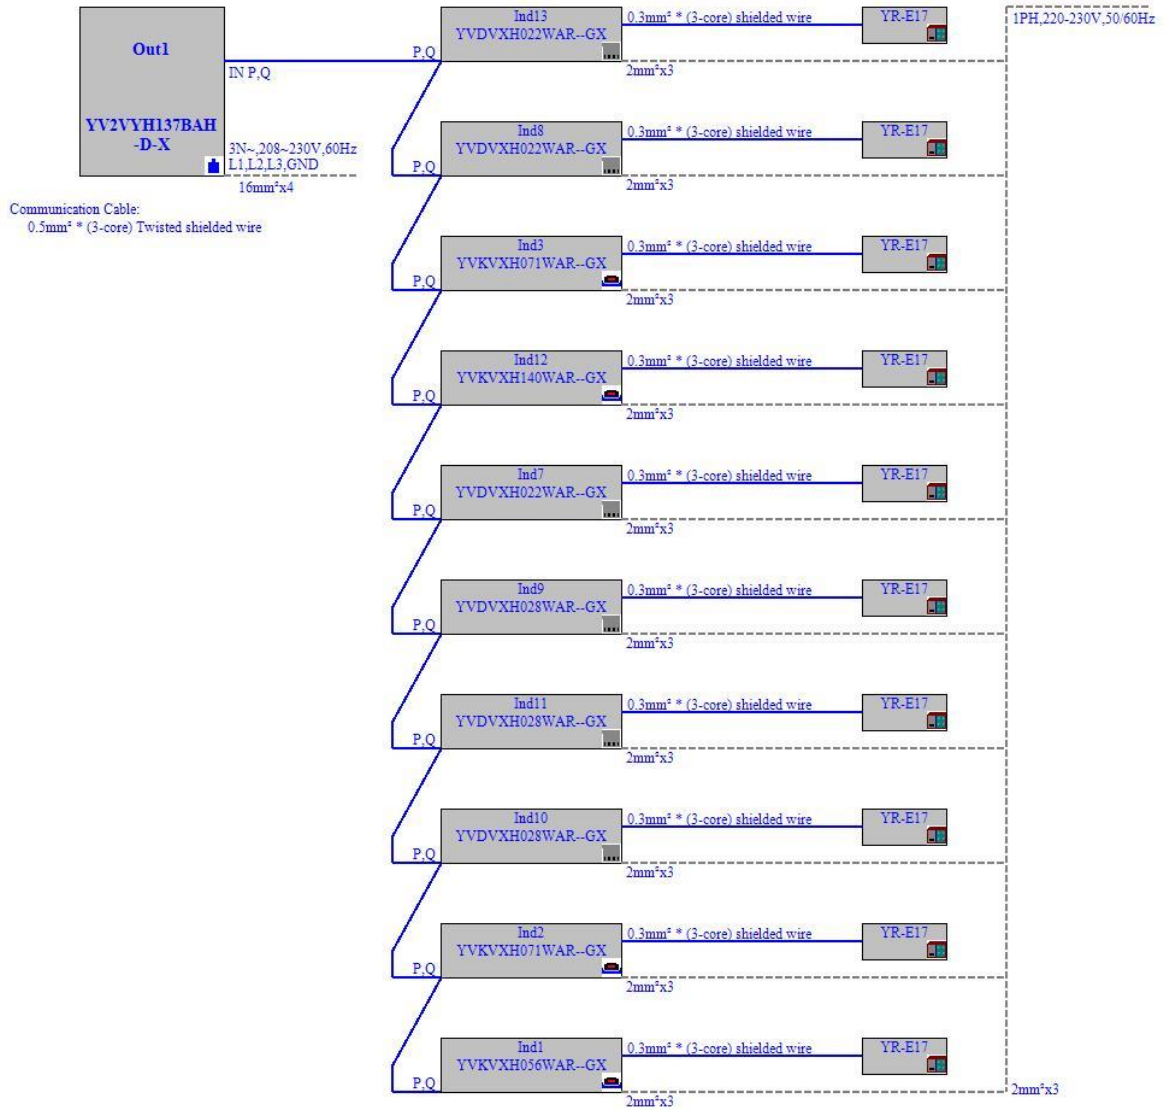 Out1
YV2VYH137BAH
-D-X
IN P,Q
3N~,208~230V,60Hz
L1,L2,L3,GND
16mm²x4
Communication Cable:
0.5mm² * (3-core) Twisted shielded wire
1PH,220-230V,50/60Hz
P,Q
Ind13
YVDVXH022WAR--GX
0.3mm² * (3-core) shielded wire
YR-E17
2mm²x3
P,Q
Ind8
YVDVXH022WAR--GX
0.3mm² * (3-core) shielded wire
YR-E17
2mm²x3
P,Q
Ind3
YVKVXH071WAR--GX
0.3mm² * (3-core) shielded wire
YR-E17
2mm²x3
P,Q
Ind12
YVKVXH140WAR--GX
0.3mm² * (3-core) shielded wire
YR-E17
2mm²x3
P,Q
Ind7
YVDVXH022WAR--GX
0.3mm² * (3-core) shielded wire
YR-E17
2mm²x3
P,Q
Ind9
YVDVXH028WAR--GX
0.3mm² * (3-core) shielded wire
YR-E17
2mm²x3
P,Q
Ind11
YVDVXH028WAR--GX
0.3mm² * (3-core) shielded wire
YR-E17
2mm²x3
P,Q
Ind10
YVDVXH028WAR--GX
0.3mm² * (3-core) shielded wire
YR-E17
2mm²x3
P,Q
Ind2
YVKVXH071WAR--GX
0.3mm² * (3-core) shielded wire
YR-E17
2mm²x3
P,Q
Ind1
YVKVXH056WAR--GX
0.3mm² * (3-core) shielded wire
YR-E17
2mm²x3
2mm²x3